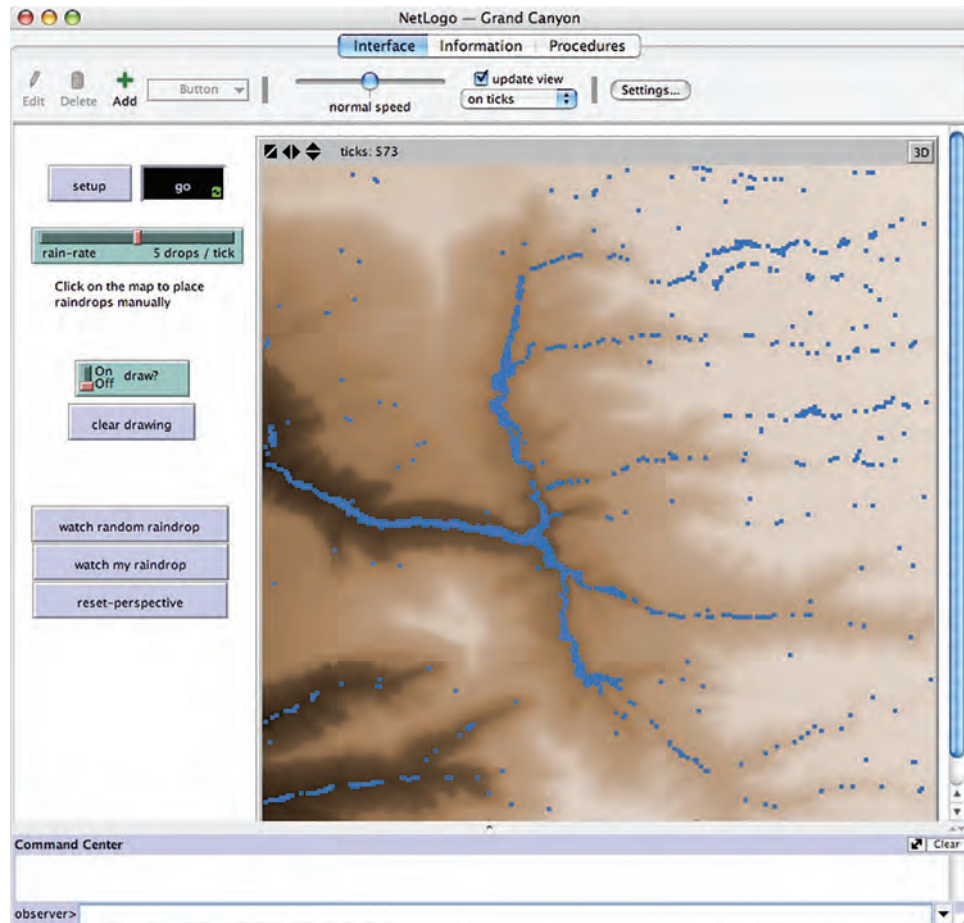 NetLogo — Grand Canyon
Interface Information Procedures
Edit Delete Add Button normal speed update view on ticks Settings...
ticks: 573 3D
setup go
rain-rate 5 drops / tick
Click on the map to place
raindrops manually
On
Off draw?
clear drawing
watch random raindrop
watch my raindrop
reset-perspective
Command Center Clear
observer>